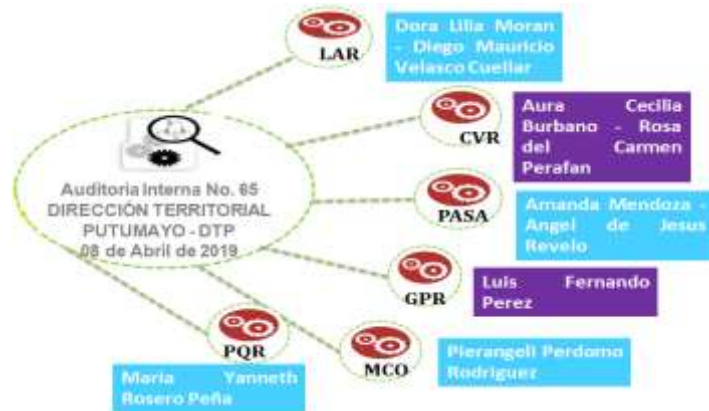 LAR
Dora Lilia Moran
- Diego Mauricio
Velasco Cuellar
CVR
Aura Cecilia
Burbano - Rosa
del Carmen
Perafan
Auditoria Interna No. 65
DIRECCIÓN TERRITORIAL
PUTUMAYO - DTP
08 de Abril de 2019
PASA
Amanda Mendoza -
Angel de Jesus
Revelo
GPR
Luis Fernando
Perez
PQR
Maria Yanneth
Rosero Peña
MCO
Pierangeli Perdomo
Rodriguez